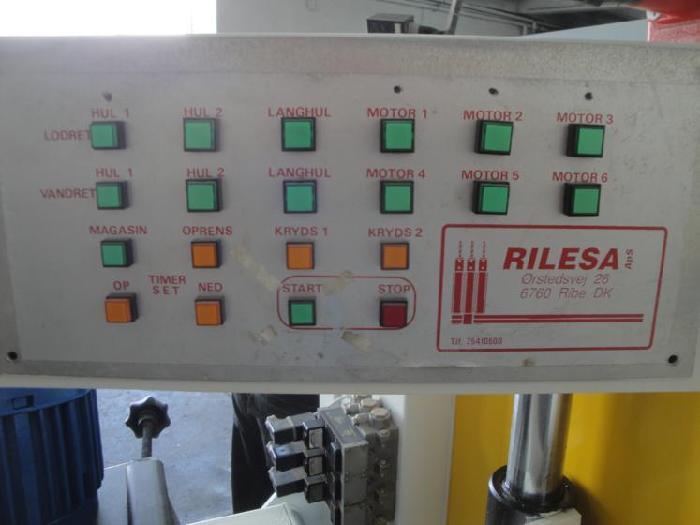 HUL 1 HUL 2 LANGHUL MOTOR 1 MOTOR 2 MOTOR 3
LODRET
HUL 1 HUL 2 LANGHUL MOTOR 4 MOTOR 5 MOTOR 6
VANDRET
MAGASIN OPRENS KRYDS 1 KRYDS 2
OP TIMER SET NED START STOP
RILESA ApS
Ørstedsvej 26
6760 Ribe DK
Tlf. 75410600